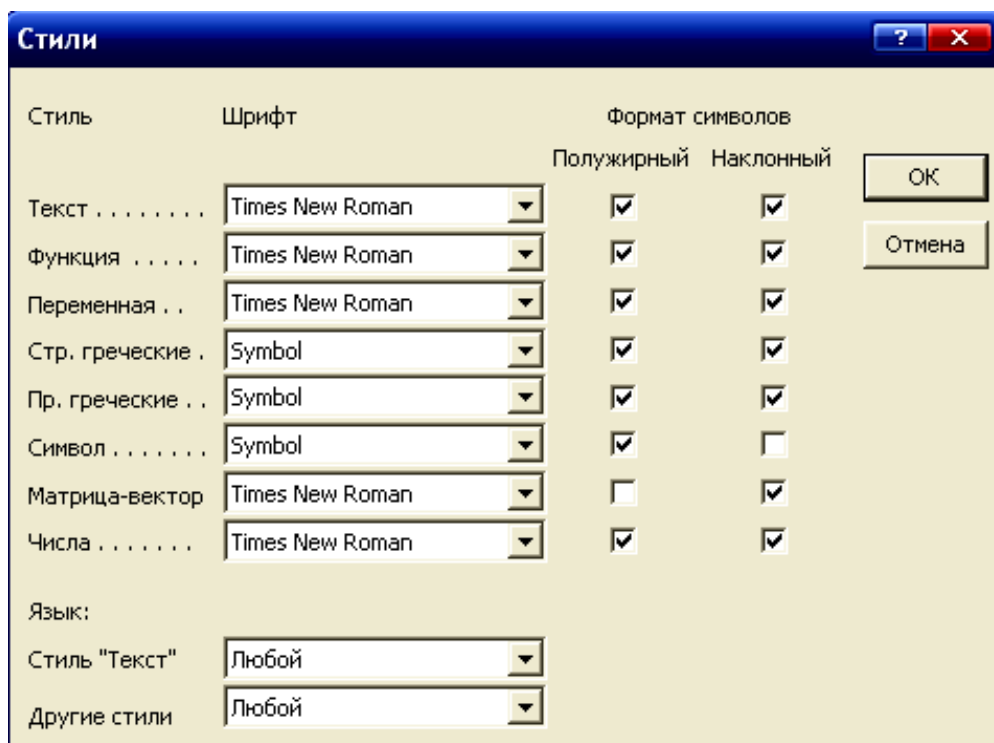 Стили
Стиль Шрифт Формат символов
Полужирный Наклонный
OK
Текст . . . . . . . . Times New Roman
Отмена
Функция . . . . . Times New Roman
Переменная . . Times New Roman
Стр. греческие . Symbol
Пр. греческие . . Symbol
Символ . . . . . . . Symbol
Матрица-вектор Times New Roman
Числа . . . . . . . Times New Roman
Язык:
Стиль "Текст" Любой
Другие стили Любой